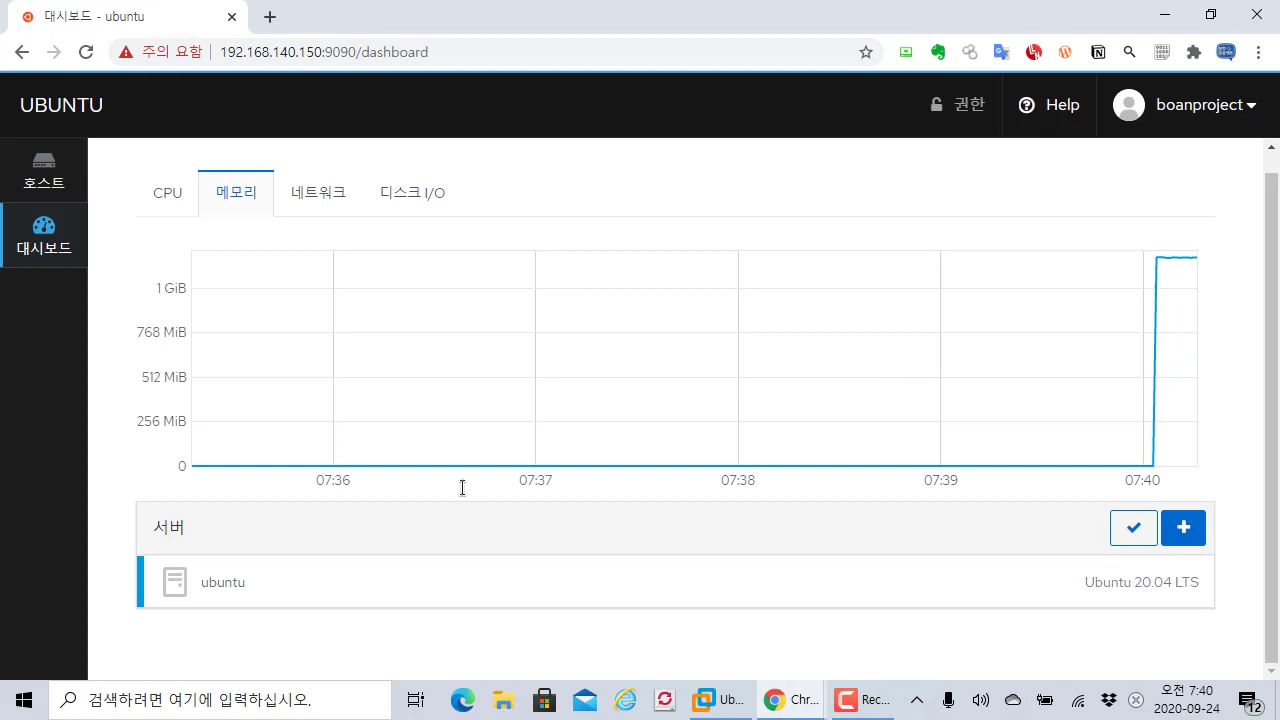 대시보드 - ubuntu
주의 요함
192.168.140.150:9090/dashboard
UBUNTU
권한
Help
boanproject
호스트
대시보드
CPU
메모리
네트워크
디스크 I/O
1 GiB
768 MiB
512 MiB
256 MiB
0
07:36
07:37
07:38
07:39
07:40
서버
ubuntu
Ubuntu 20.04 LTS
검색하려면 여기에 입력하십시오.
Ub...
Chr...
Rec...
오전 7:40
2020-09-24
12